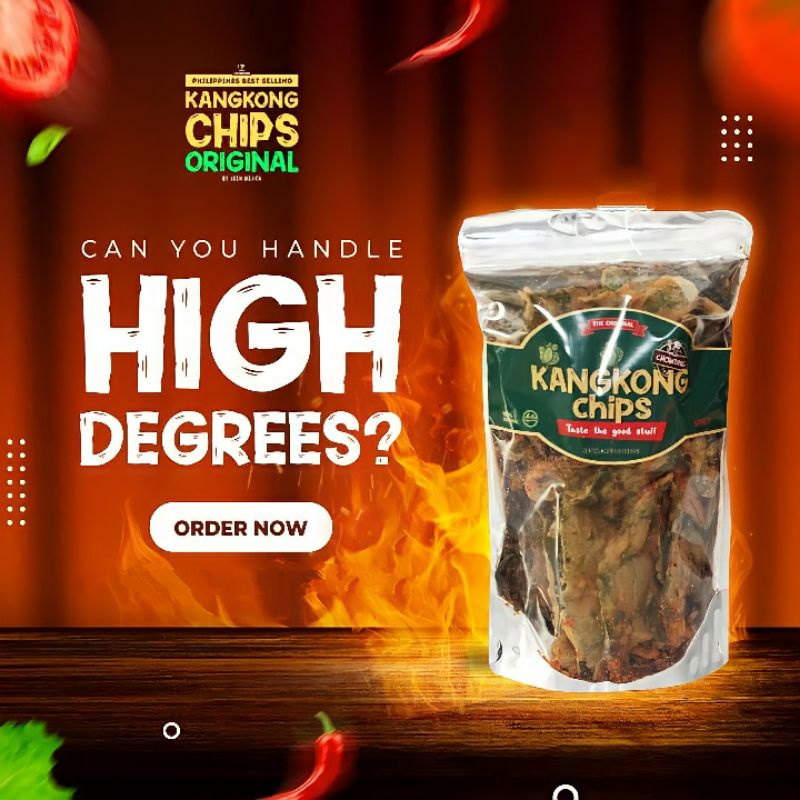 PHILIPPINES BEST SELLING
KANGKONG
CHIPS
ORIGINAL
CAN YOU HANDLE
HIGH
DEGREES?
ORDER NOW
THE ORIGINAL
KANGKONG
chips
Taste the good stuff